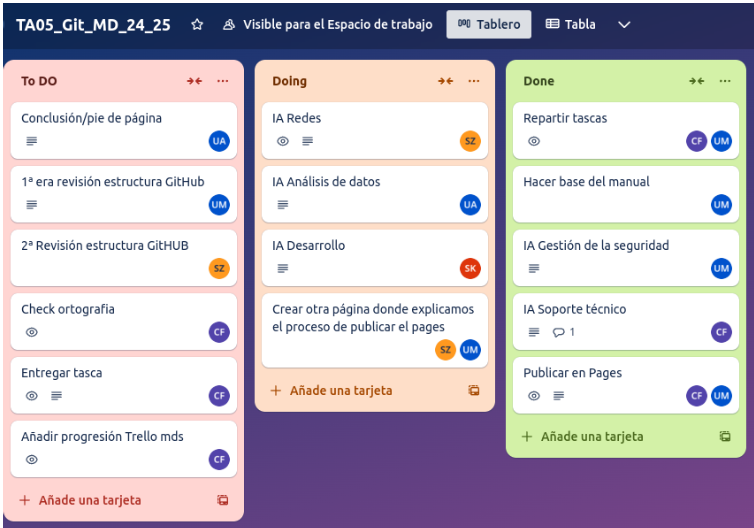 TA05_Git_MD_24_25 Visible para el Espacio de trabajo Tablero Tabla
To DO
Conclusión/pie de página
UA
1ª era revisión estructura GitHub
UM
2ª Revisión estructura GitHUB
SZ
Check ortografia
CF
Entregar tasca
CF
Añadir progresión Trello mds
CF
+ Añade una tarjeta
Doing
IA Redes
SZ
IA Análisis de datos
UA
IA Desarrollo
SK
Crear otra página donde explicamos
el proceso de publicar el pages
SZ UM
+ Añade una tarjeta
Done
Repartir tascas
CF UM
Hacer base del manual
UM
IA Gestión de la seguridad
UM
IA Soporte técnico
1 CF
Publicar en Pages
CF UM
+ Añade una tarjeta